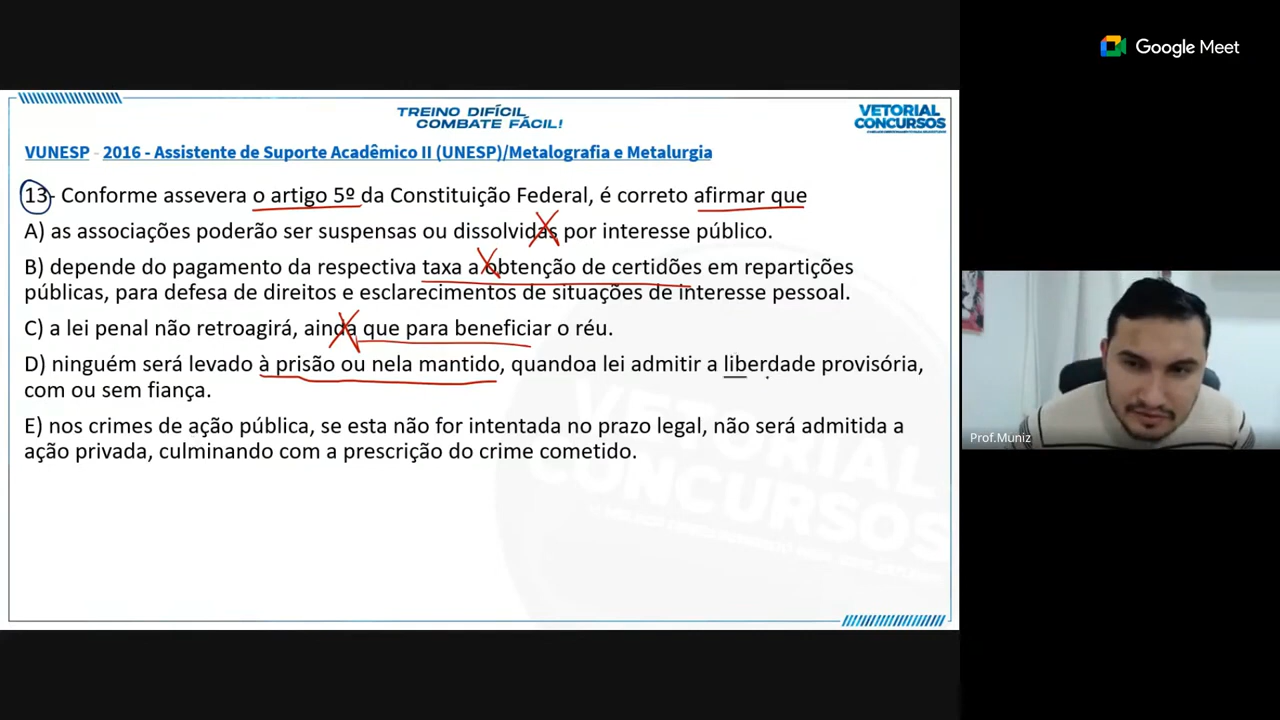 Google Meet
TREINO DIFÍCIL
COMBATE FÁCIL!
VETORIAL
CONCURSOS
VUNESP - 2016 - Assistente de Suporte Acadêmico II (UNESP)/Metalografia e Metalurgia
13- Conforme assevera o artigo 5º da Constituição Federal, é correto afirmar que
A) as associações poderão ser suspensas ou dissolvidas por interesse público.
B) depende do pagamento da respectiva taxa a obtenção de certidões em repartições
públicas, para defesa de direitos e esclarecimentos de situações de interesse pessoal.
C) a lei penal não retroagirá, ainda que para beneficiar o réu.
D) ninguém será levado à prisão ou nela mantido, quandoa lei admitir a liberdade provisória,
com ou sem fiança.
E) nos crimes de ação pública, se esta não for intentada no prazo legal, não será admitida a
ação privada, culminando com a prescrição do crime cometido.
VETORIAL
CONCURSOS
Prof.Muniz